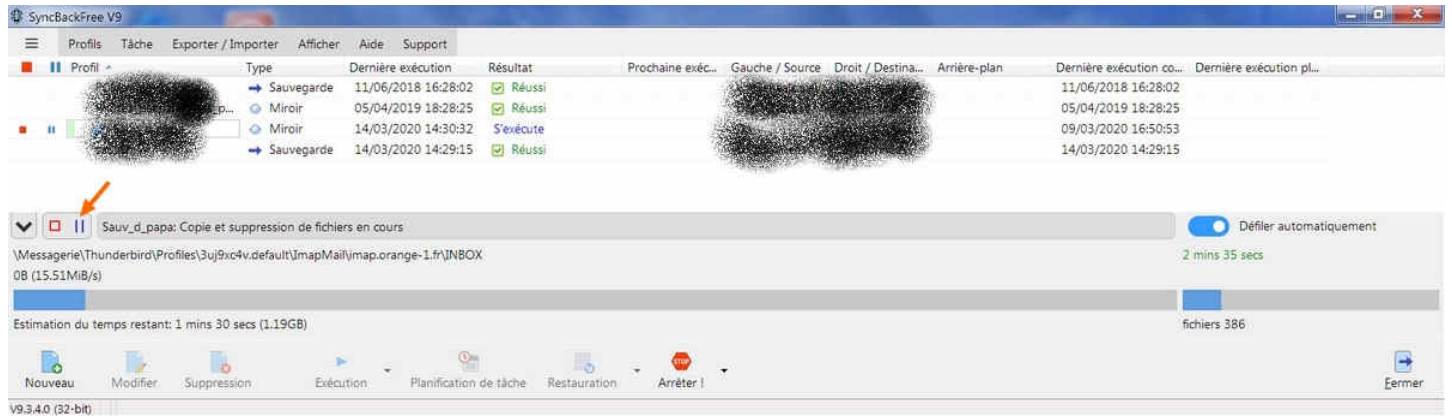 SyncBackFree V9
Profils Tâche Exporter / Importer Afficher Aide Support
Profil Type Dernière exécution Résultat Prochaine exéc... Gauche / Source Droit / Destina... Arrière-plan Dernière exécution co... Dernière exécution pl...
Sauvegarde 11/06/2018 16:28:02 Réussi 11/06/2018 16:28:02
_p... Miroir 05/04/2019 18:28:25 Réussi 05/04/2019 18:28:25
Miroir 14/03/2020 14:30:32 S'exécute 09/03/2020 16:50:53
Sauvegarde 14/03/2020 14:29:15 Réussi 14/03/2020 14:29:15
Sauv_d_papa: Copie et suppression de fichiers en cours Défiler automatiquement
\Messagerie\Thunderbird\Profiles\3uj9xc4v.default\ImapMail\imap.orange-1.fr\INBOX 2 mins 35 secs
0B (15.51MiB/s)
Estimation du temps restant: 1 mins 30 secs (1.19GB) fichiers 386
STOP
Nouveau Modifier Suppression Exécution Planification de tâche Restauration Arrêter ! Fermer
V9.3.4.0 (32-bit)